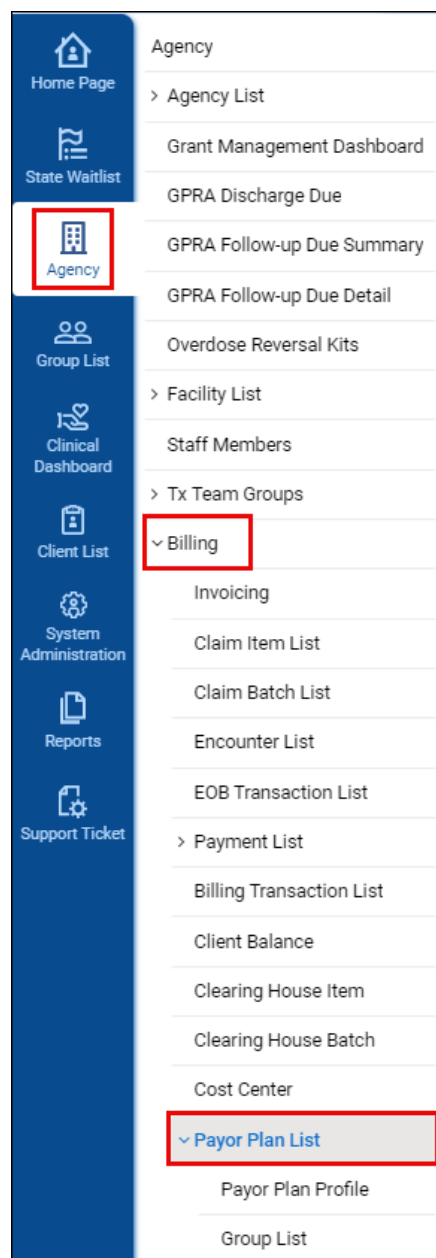 Home Page
State Waitlist
Agency
Group List
Clinical
Dashboard
Client List
System
Administration
Reports
Support Ticket
Agency
> Agency List
Grant Management Dashboard
GPRA Discharge Due
GPRA Follow-up Due Summary
GPRA Follow-up Due Detail
Overdose Reversal Kits
> Facility List
Staff Members
> Tx Team Groups
Billing
Invoicing
Claim Item List
Claim Batch List
Encounter List
EOB Transaction List
> Payment List
Billing Transaction List
Client Balance
Clearing House Item
Clearing House Batch
Cost Center
Payor Plan List
Payor Plan Profile
Group List